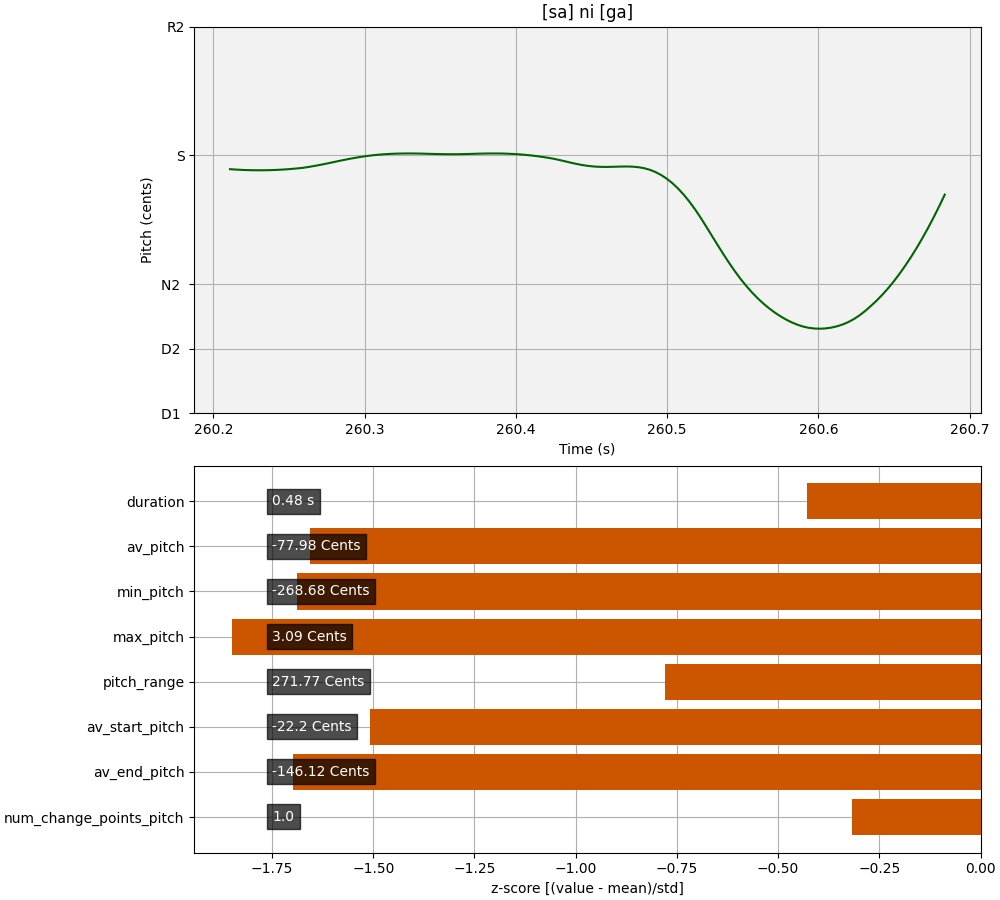 [sa] ni [ga]
R2
S
N2
D2
D1
Pitch (cents)
260.2 260.3 260.4 260.5 260.6 260.7
Time (s)
duration 0.48 s
av_pitch -77.98 Cents
min_pitch -268.68 Cents
max_pitch 3.09 Cents
pitch_range 271.77 Cents
av_start_pitch -22.2 Cents
av_end_pitch -146.12 Cents
num_change_points_pitch 1.0
−1.75 −1.50 −1.25 −1.00 −0.75 −0.50 −0.25 0.00
z-score [(value - mean)/std]